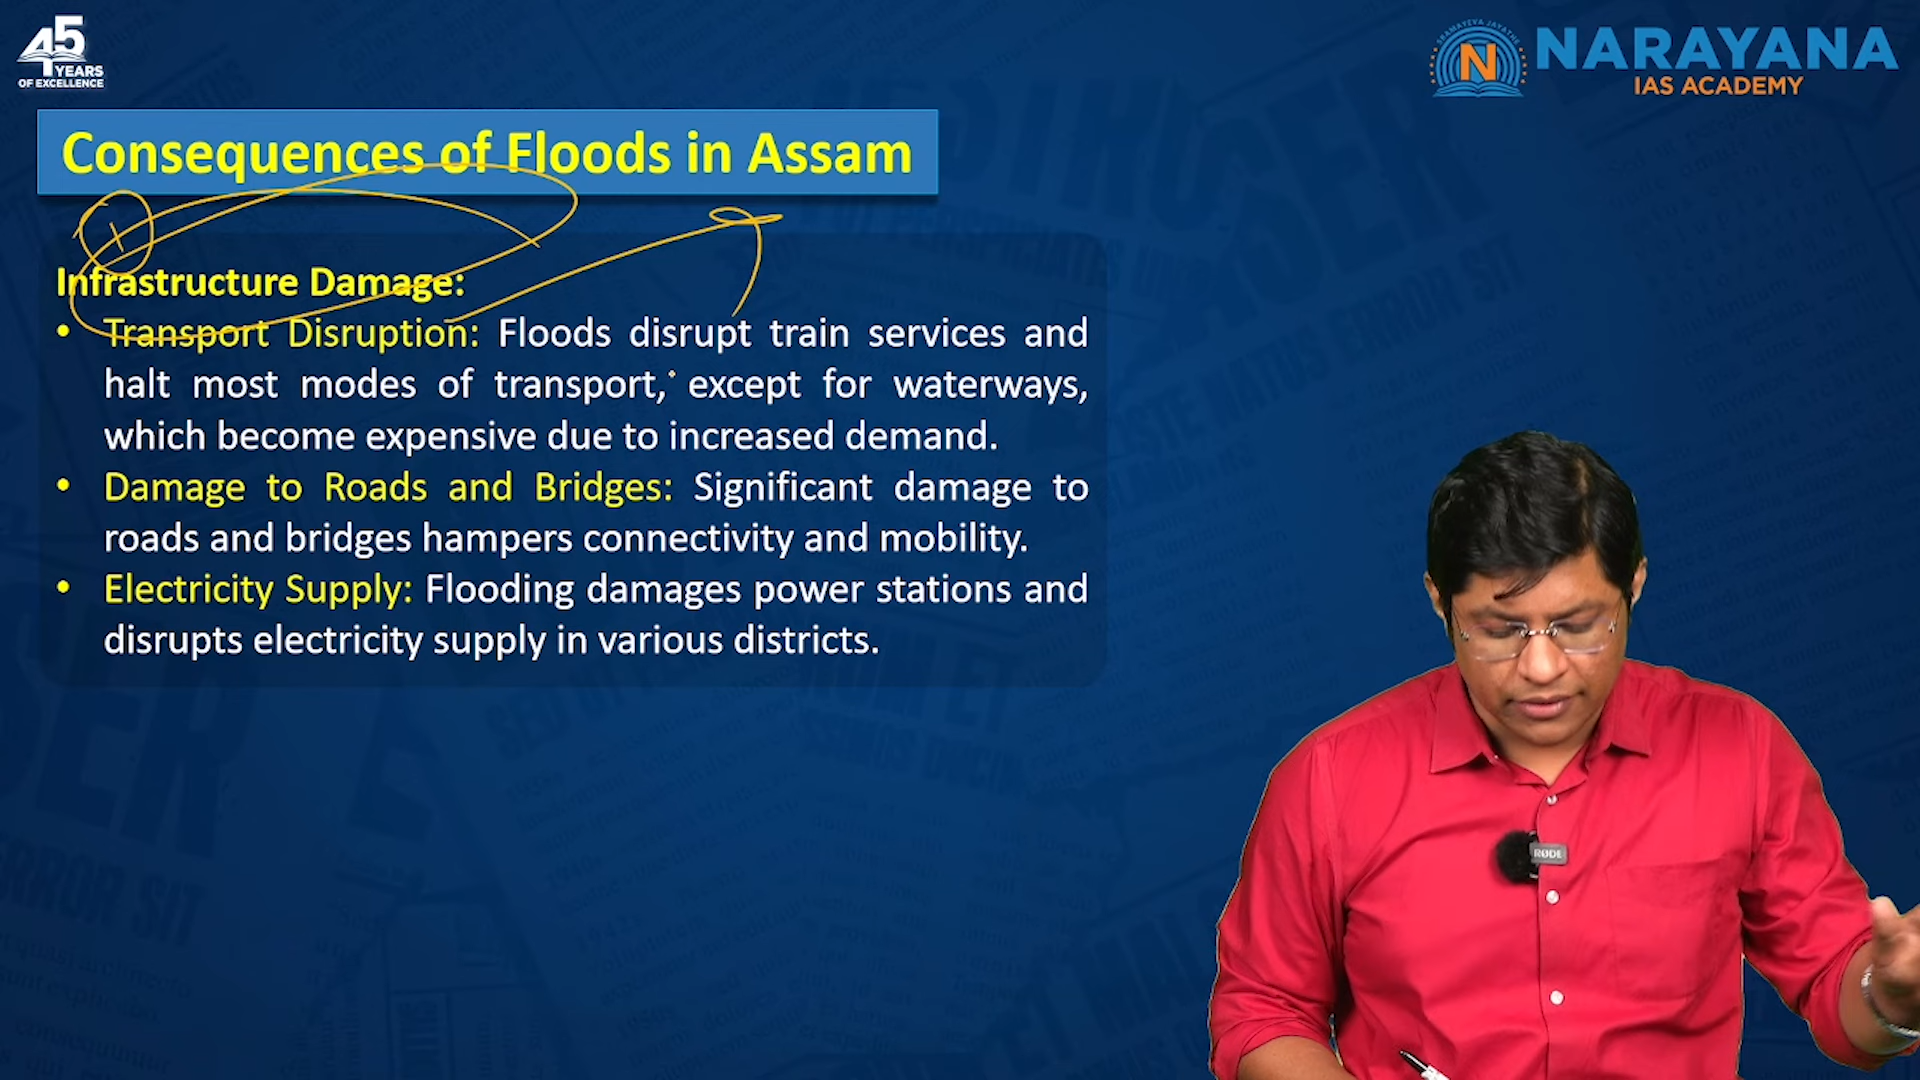 45
YEARS
OF EXCELLENCE
NARAYANA
IAS ACADEMY
N
Consequences of Floods in Assam
Infrastructure Damage:
• Transport Disruption: Floods disrupt train services and
halt most modes of transport, except for waterways,
which become expensive due to increased demand.
• Damage to Roads and Bridges: Significant damage to
roads and bridges hampers connectivity and mobility.
• Electricity Supply: Flooding damages power stations and
disrupts electricity supply in various districts.
RØDE